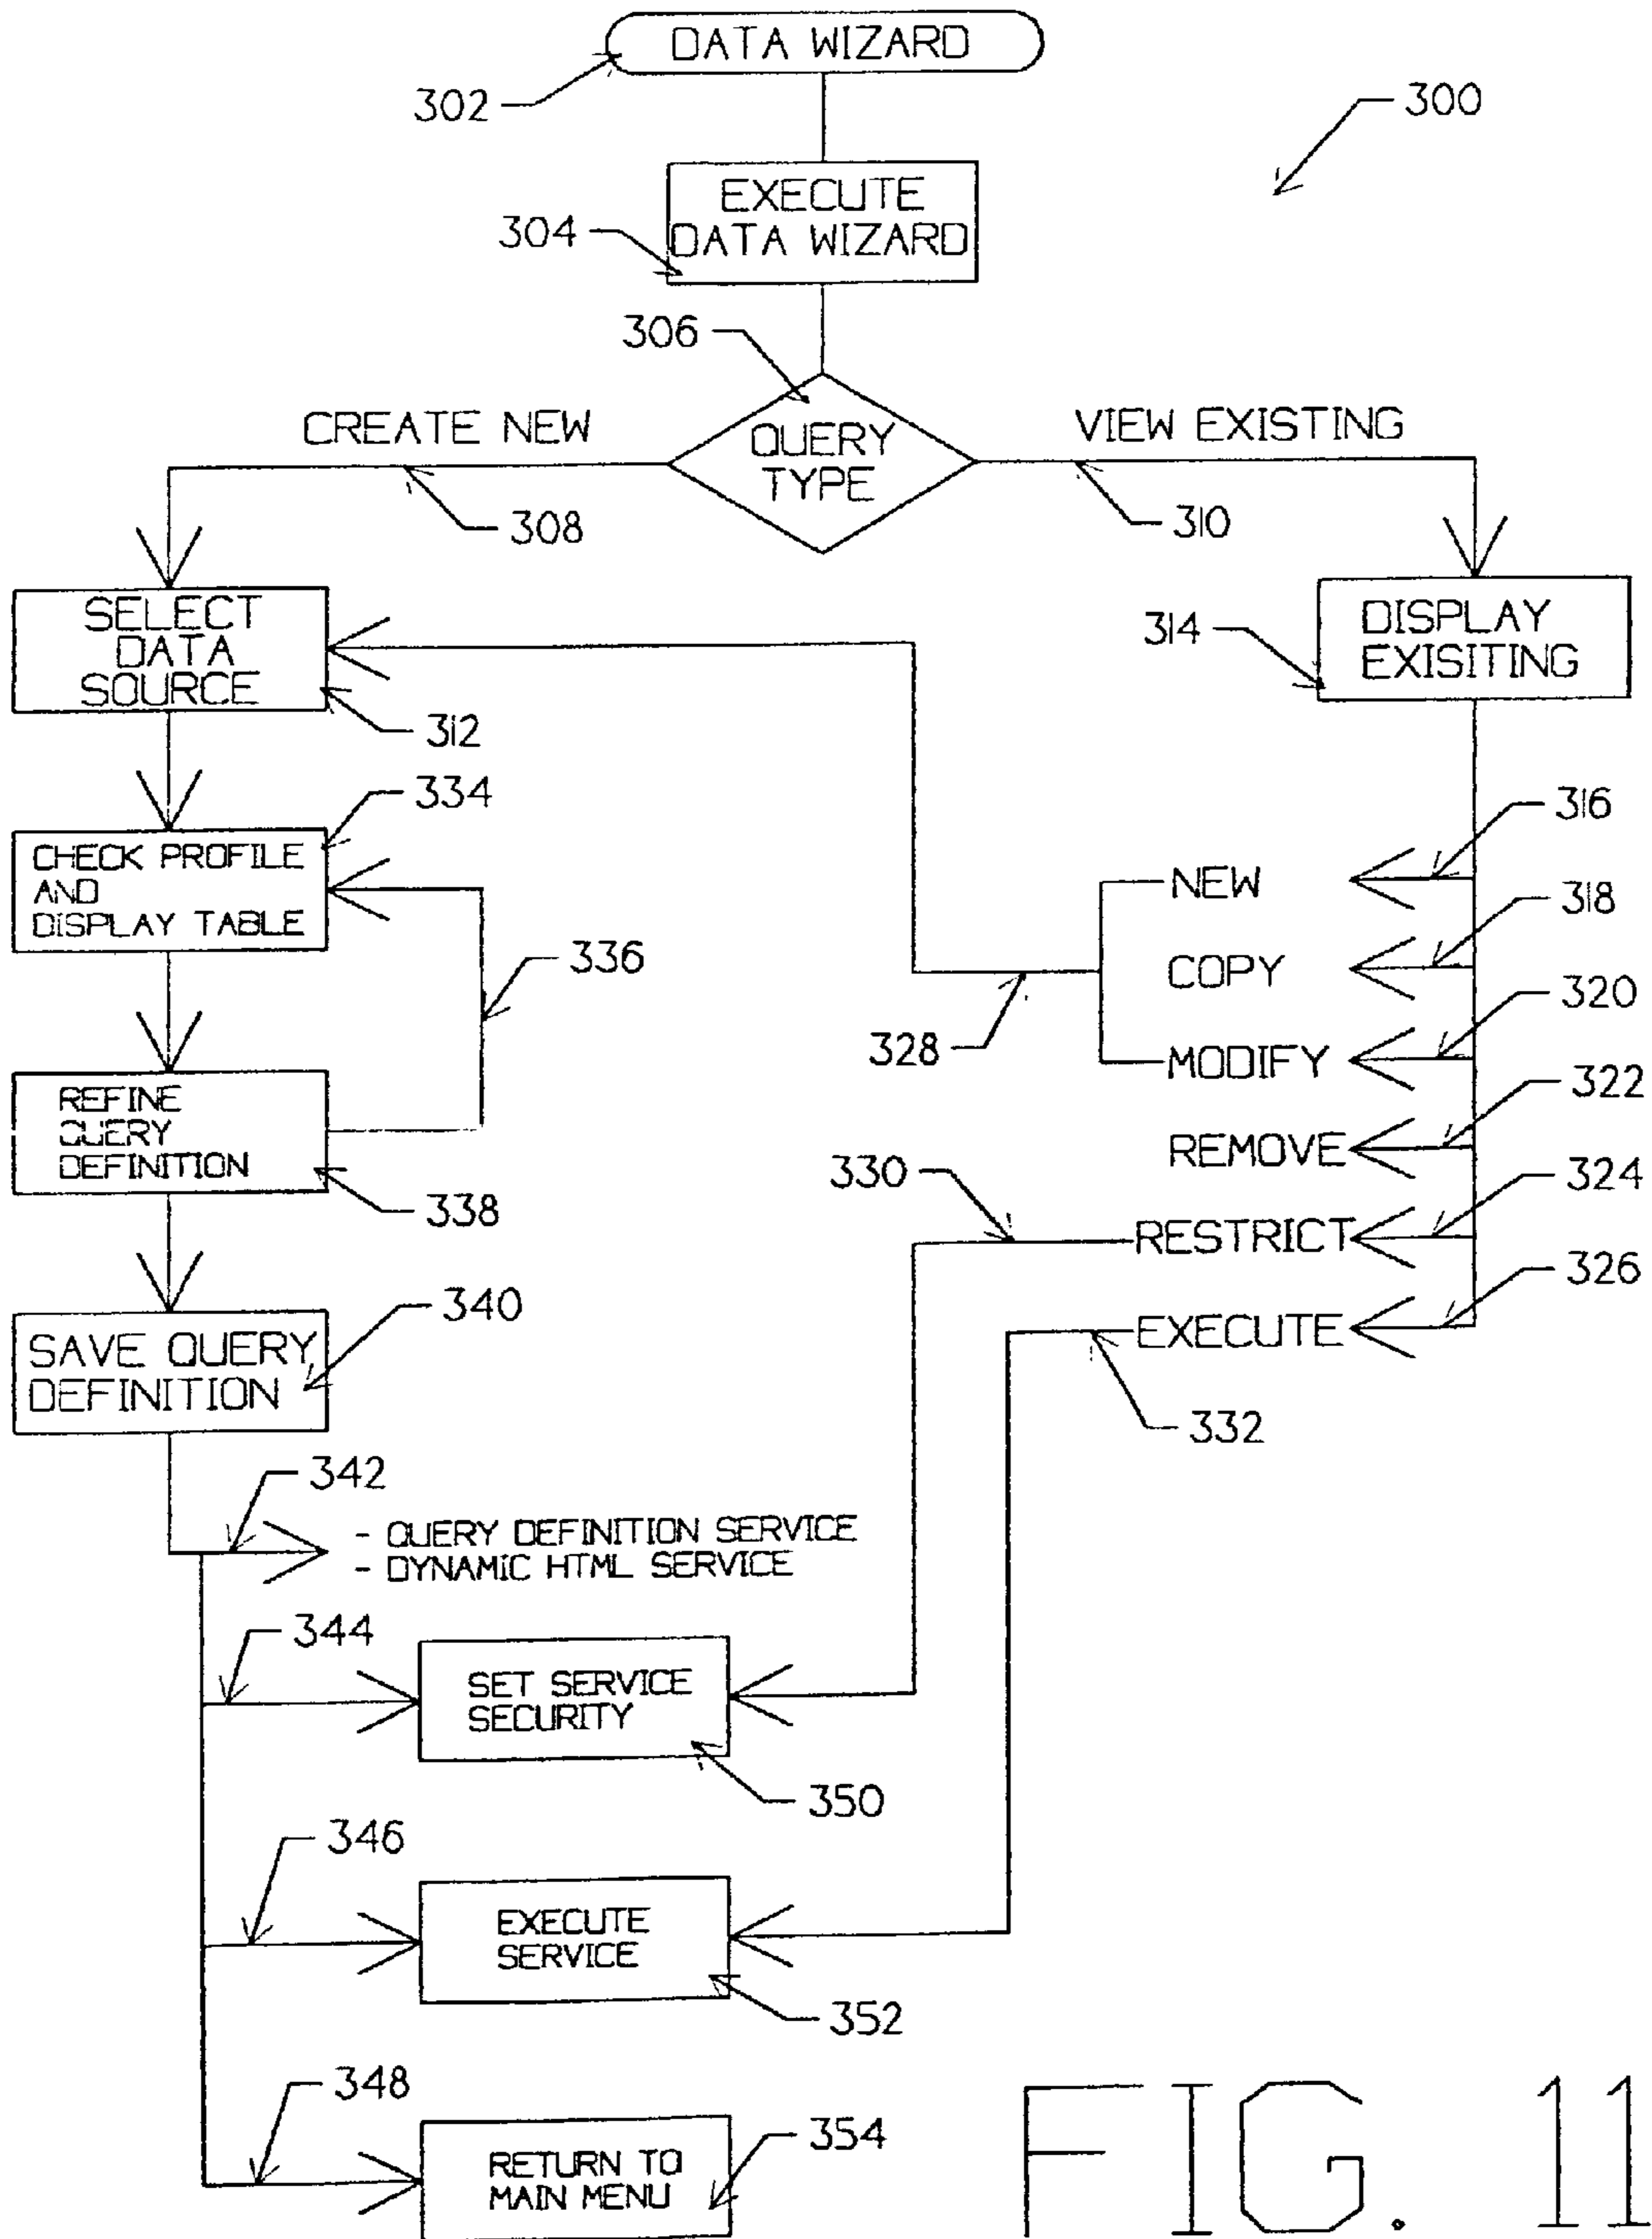 DATA WIZARD
302
300
EXECUTE
DATA WIZARD
304
306
CREATE NEW
QUERY
TYPE
VIEW EXISTING
308
310
SELECT
DATA
SOURCE
312
314
DISPLAY
EXISITING
334
CHECK PROFILE
AND
DISPLAY TABLE
336
316
NEW
318
COPY
320
MODIFY
328
322
REMOVE
REFINE
QUERY
DEFINITION
338
330
324
RESTRICT
326
EXECUTE
332
340
SAVE QUERY
DEFINITION
342
- QUERY DEFINITION SERVICE
- DYNAMIC HTML SERVICE
344
SET SERVICE
SECURITY
350
346
EXECUTE
SERVICE
352
348
RETURN TO
MAIN MENU
354
FIG. 11